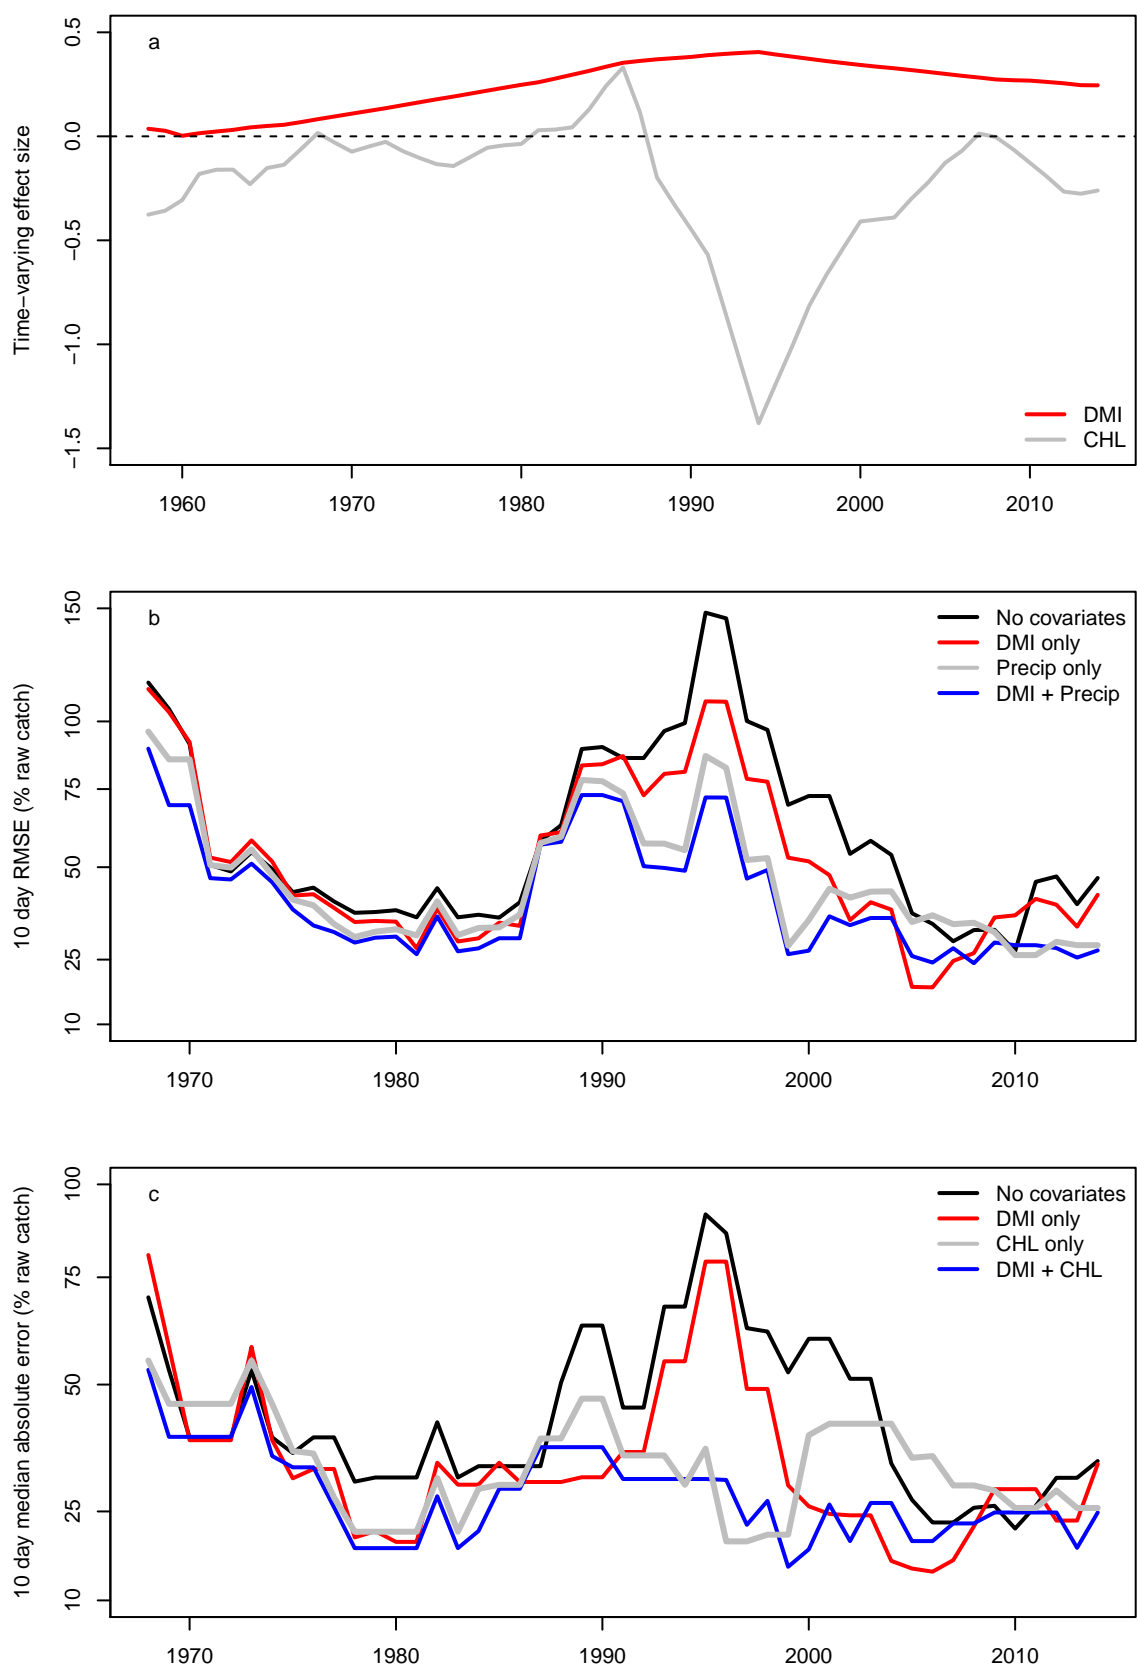 a
Time−varying effect size
0.5
0.0
−0.5
−1.0
−1.5
DMI
CHL
1960 1970 1980 1990 2000 2010
b
10 day RMSE (% raw catch)
150
100
75
50
25
10
No covariates
DMI only
Precip only
DMI + Precip
1970 1980 1990 2000 2010
c
10 day median absolute error (% raw catch)
100
75
50
25
10
No covariates
DMI only
CHL only
DMI + CHL
1970 1980 1990 2000 2010